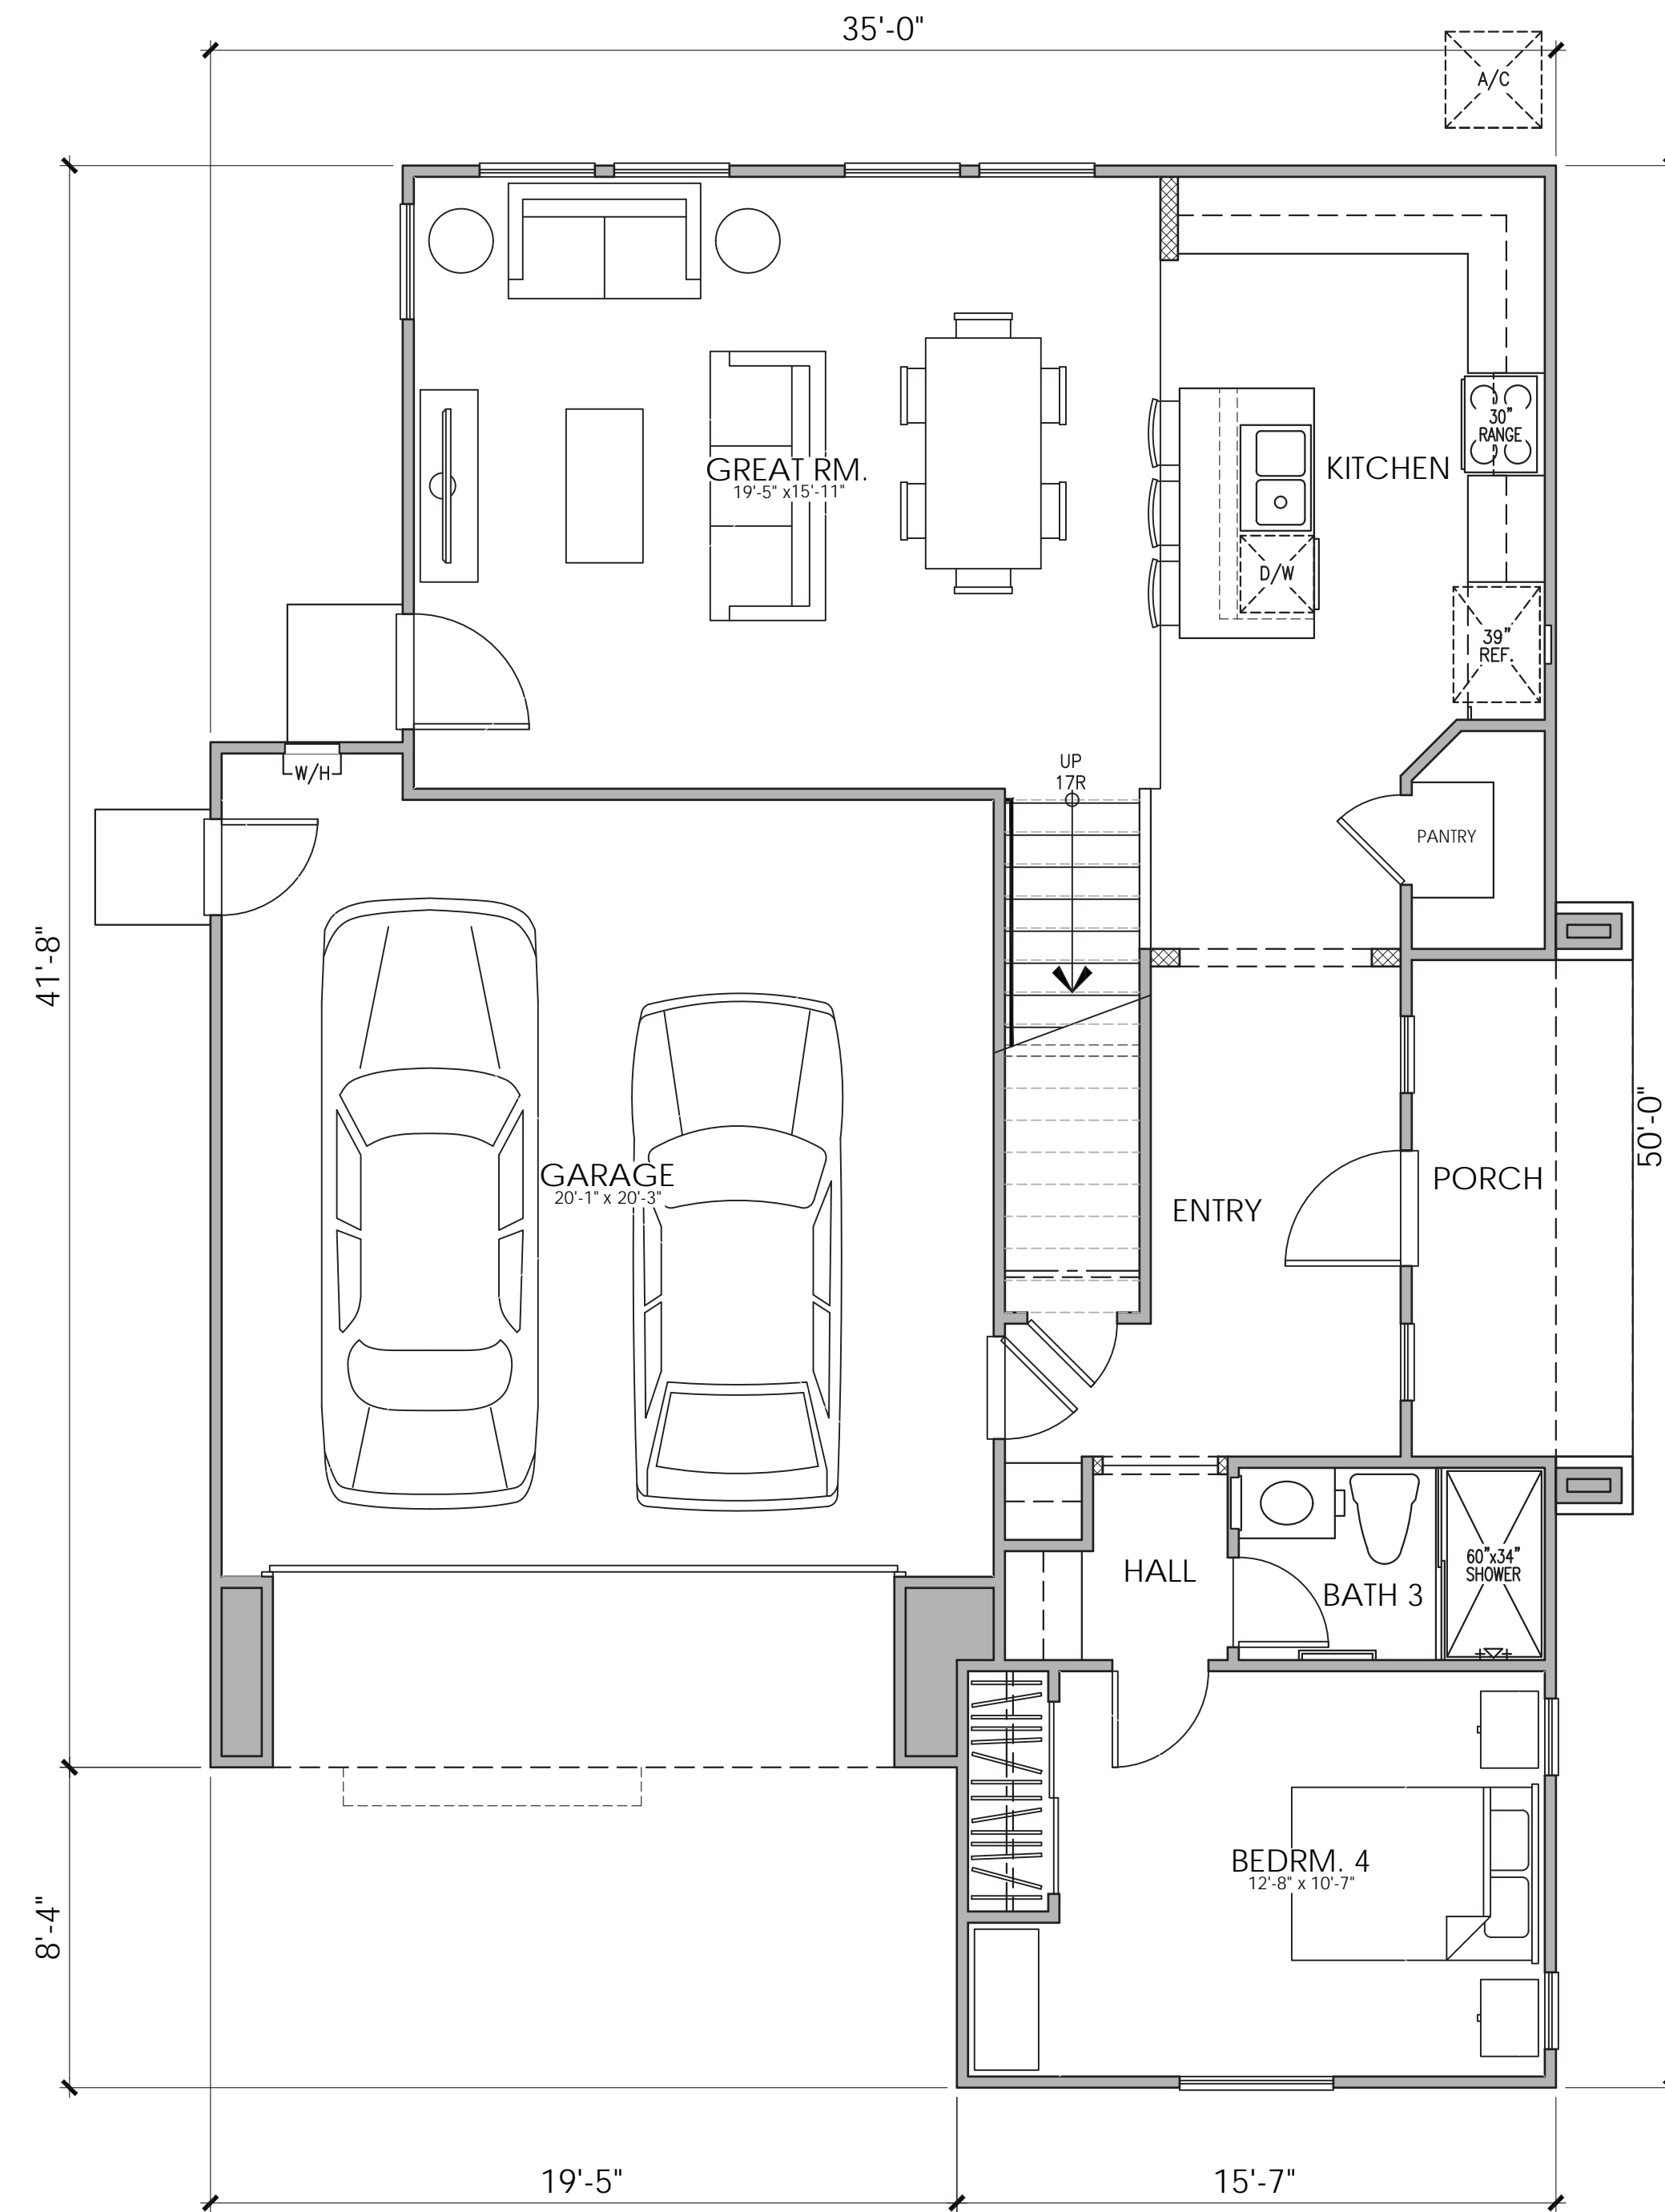 35'-0"
A/C
30"
RANGE
GREAT RM.
19'-5" x15'-11"
KITCHEN
D/W
39"
REF.
UP
17R
W/H
PANTRY
41'-8"
50'-0"
GARAGE
20'-1" x 20'-3"
PORCH
ENTRY
60"x34"
SHOWER
HALL
BATH 3
BEDRM. 4
12'-8" x 10'-7"
8'-4"
19'-5"
15'-7"